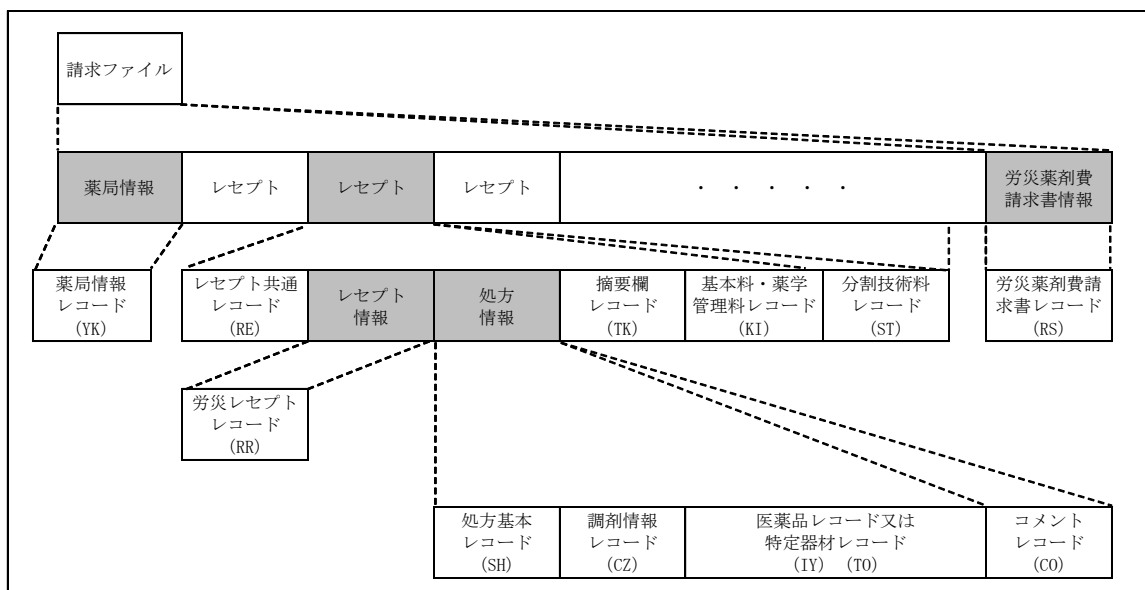 請求ファイル
薬局情報
レセプト
レセプト
レセプト
・ ・ ・ ・ ・
労災薬剤費
請求書情報
薬局情報
レコード
(YK)
レセプト共通
レコード
(RE)
レセプト
情報
処方
情報
摘要欄
レコード
(TK)
基本料・薬学
管理料レコード
(KI)
分割技術料
レコード
(ST)
労災薬剤費請
求書レコード
(RS)
労災レセプト
レコード
(RR)
処方基本
レコード
(SH)
調剤情報
レコード
(CZ)
医薬品レコード又は
特定器材レコード
(IY) (TO)
コメント
レコード
(CO)